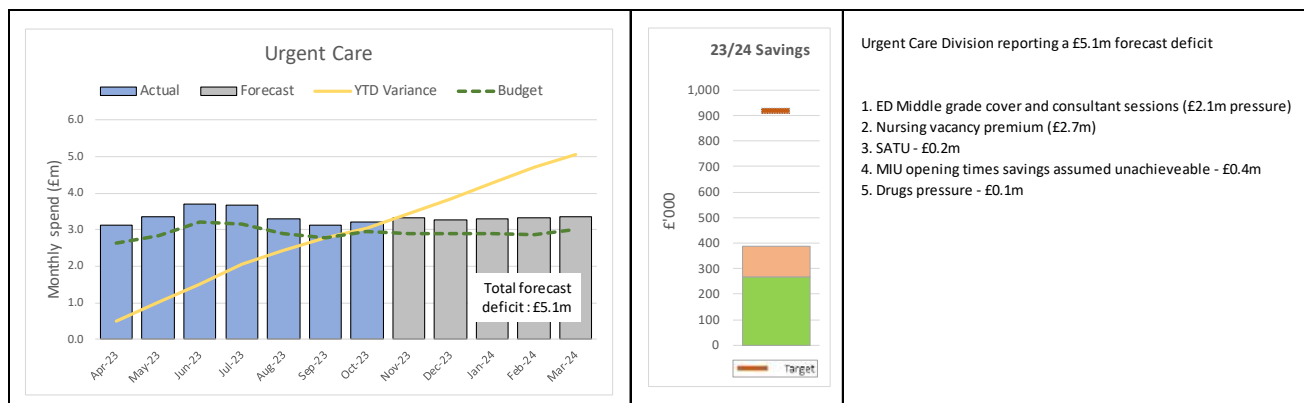 Urgent Care
Actual Forecast YTD Variance Budget
Monthly spend (£m)
6.0
5.0
4.0
3.0
2.0
1.0
0.0
Total forecast
deficit : £5.1m
Apr-23 May-23 Jun-23 Jul-23 Aug-23 Sep-23 Oct-23 Nov-23 Dec-23 Jan-24 Feb-24 Mar-24
23/24 Savings
£'000
1,000
900
800
700
600
500
400
300
200
100
0
Target
Urgent Care Division reporting a £5.1m forecast deficit
1. ED Middle grade cover and consultant sessions (£2.1m pressure)
2. Nursing vacancy premium (£2.7m)
3. SATU - £0.2m
4. MIU opening times savings assumed unachieveable - £0.4m
5. Drugs pressure - £0.1m